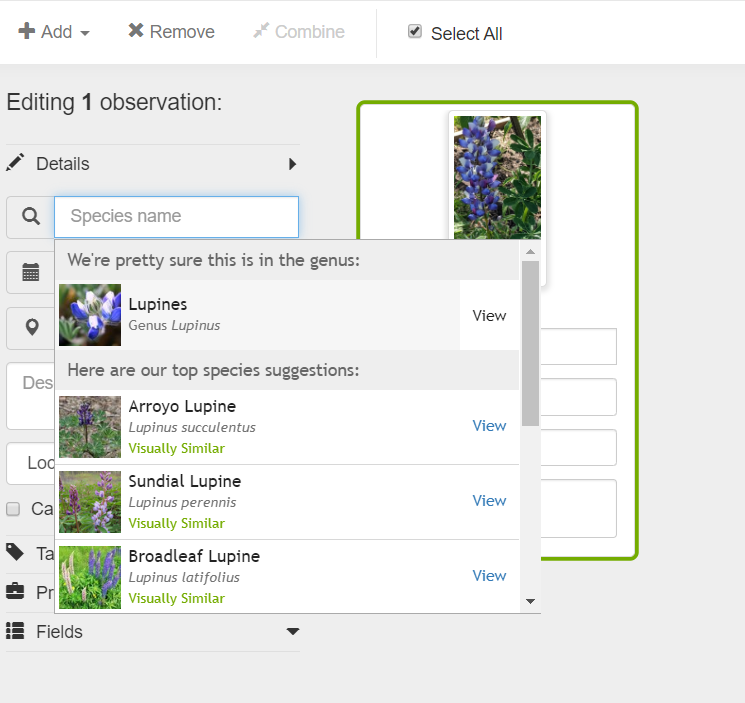 Add
Remove
Combine
Select All
Editing 1 observation:
Details
Species name
We're pretty sure this is in the genus:
Lupines
Genus Lupinus
View
Here are our top species suggestions:
Arroyo Lupine
Lupinus succulentus
Visually Similar
View
Sundial Lupine
Lupinus perennis
Visually Similar
View
Broadleaf Lupine
Lupinus latifolius
Visually Similar
View
Des
Loc
Ca
Ta
Pr
Fields